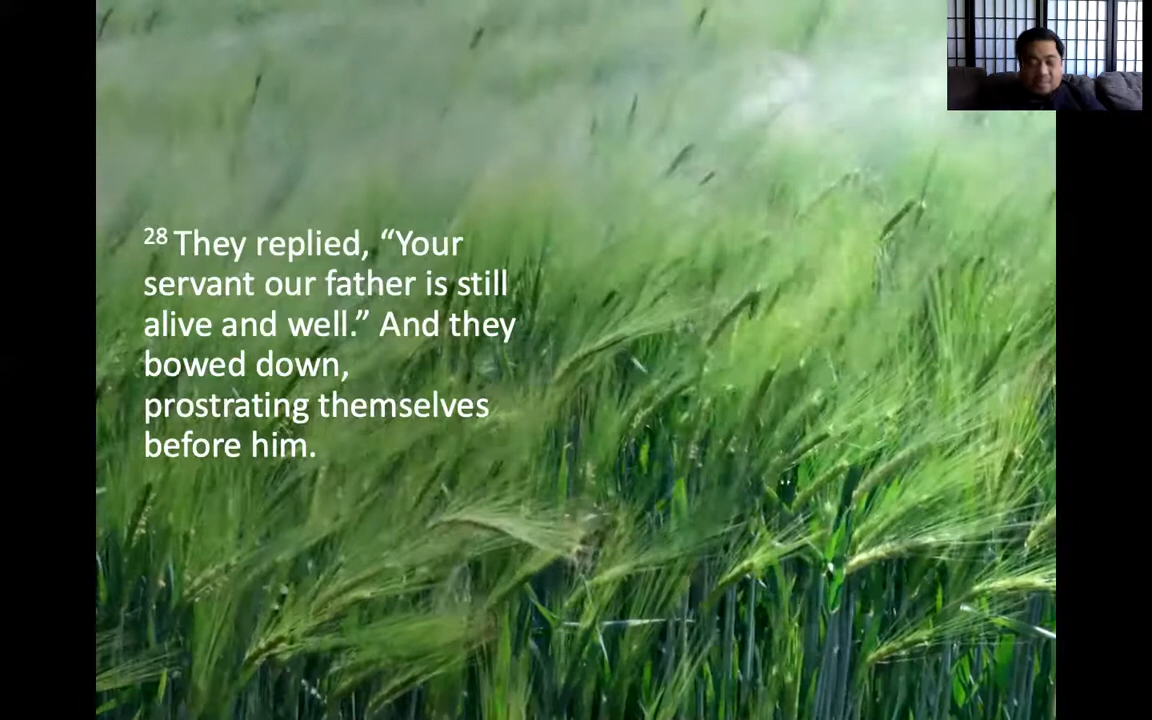 28 They replied, “Your
servant our father is still
alive and well.” And they
bowed down,
prostrating themselves
before him.